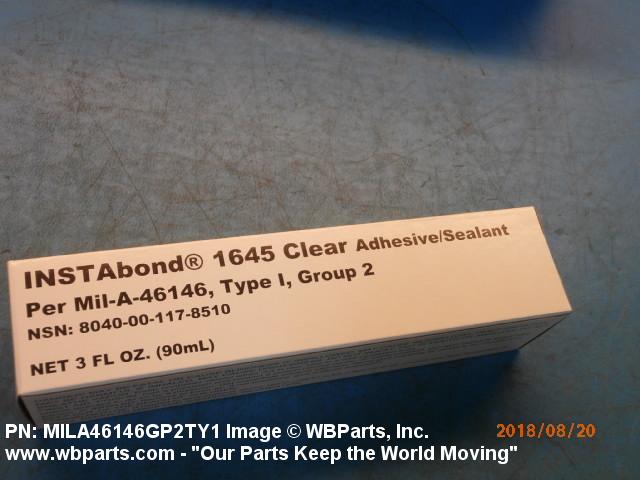 INSTAbond® 1645 Clear Adhesive/Sealant
Per Mil-A-46146, Type I, Group 2
NSN: 8040-00-117-8510
NET 3 FL OZ. (90mL)
PN: MILA46146GP2TY1 Image © WBParts, Inc.
2018/08/20
www.wbparts.com - "Our Parts Keep the World Moving"